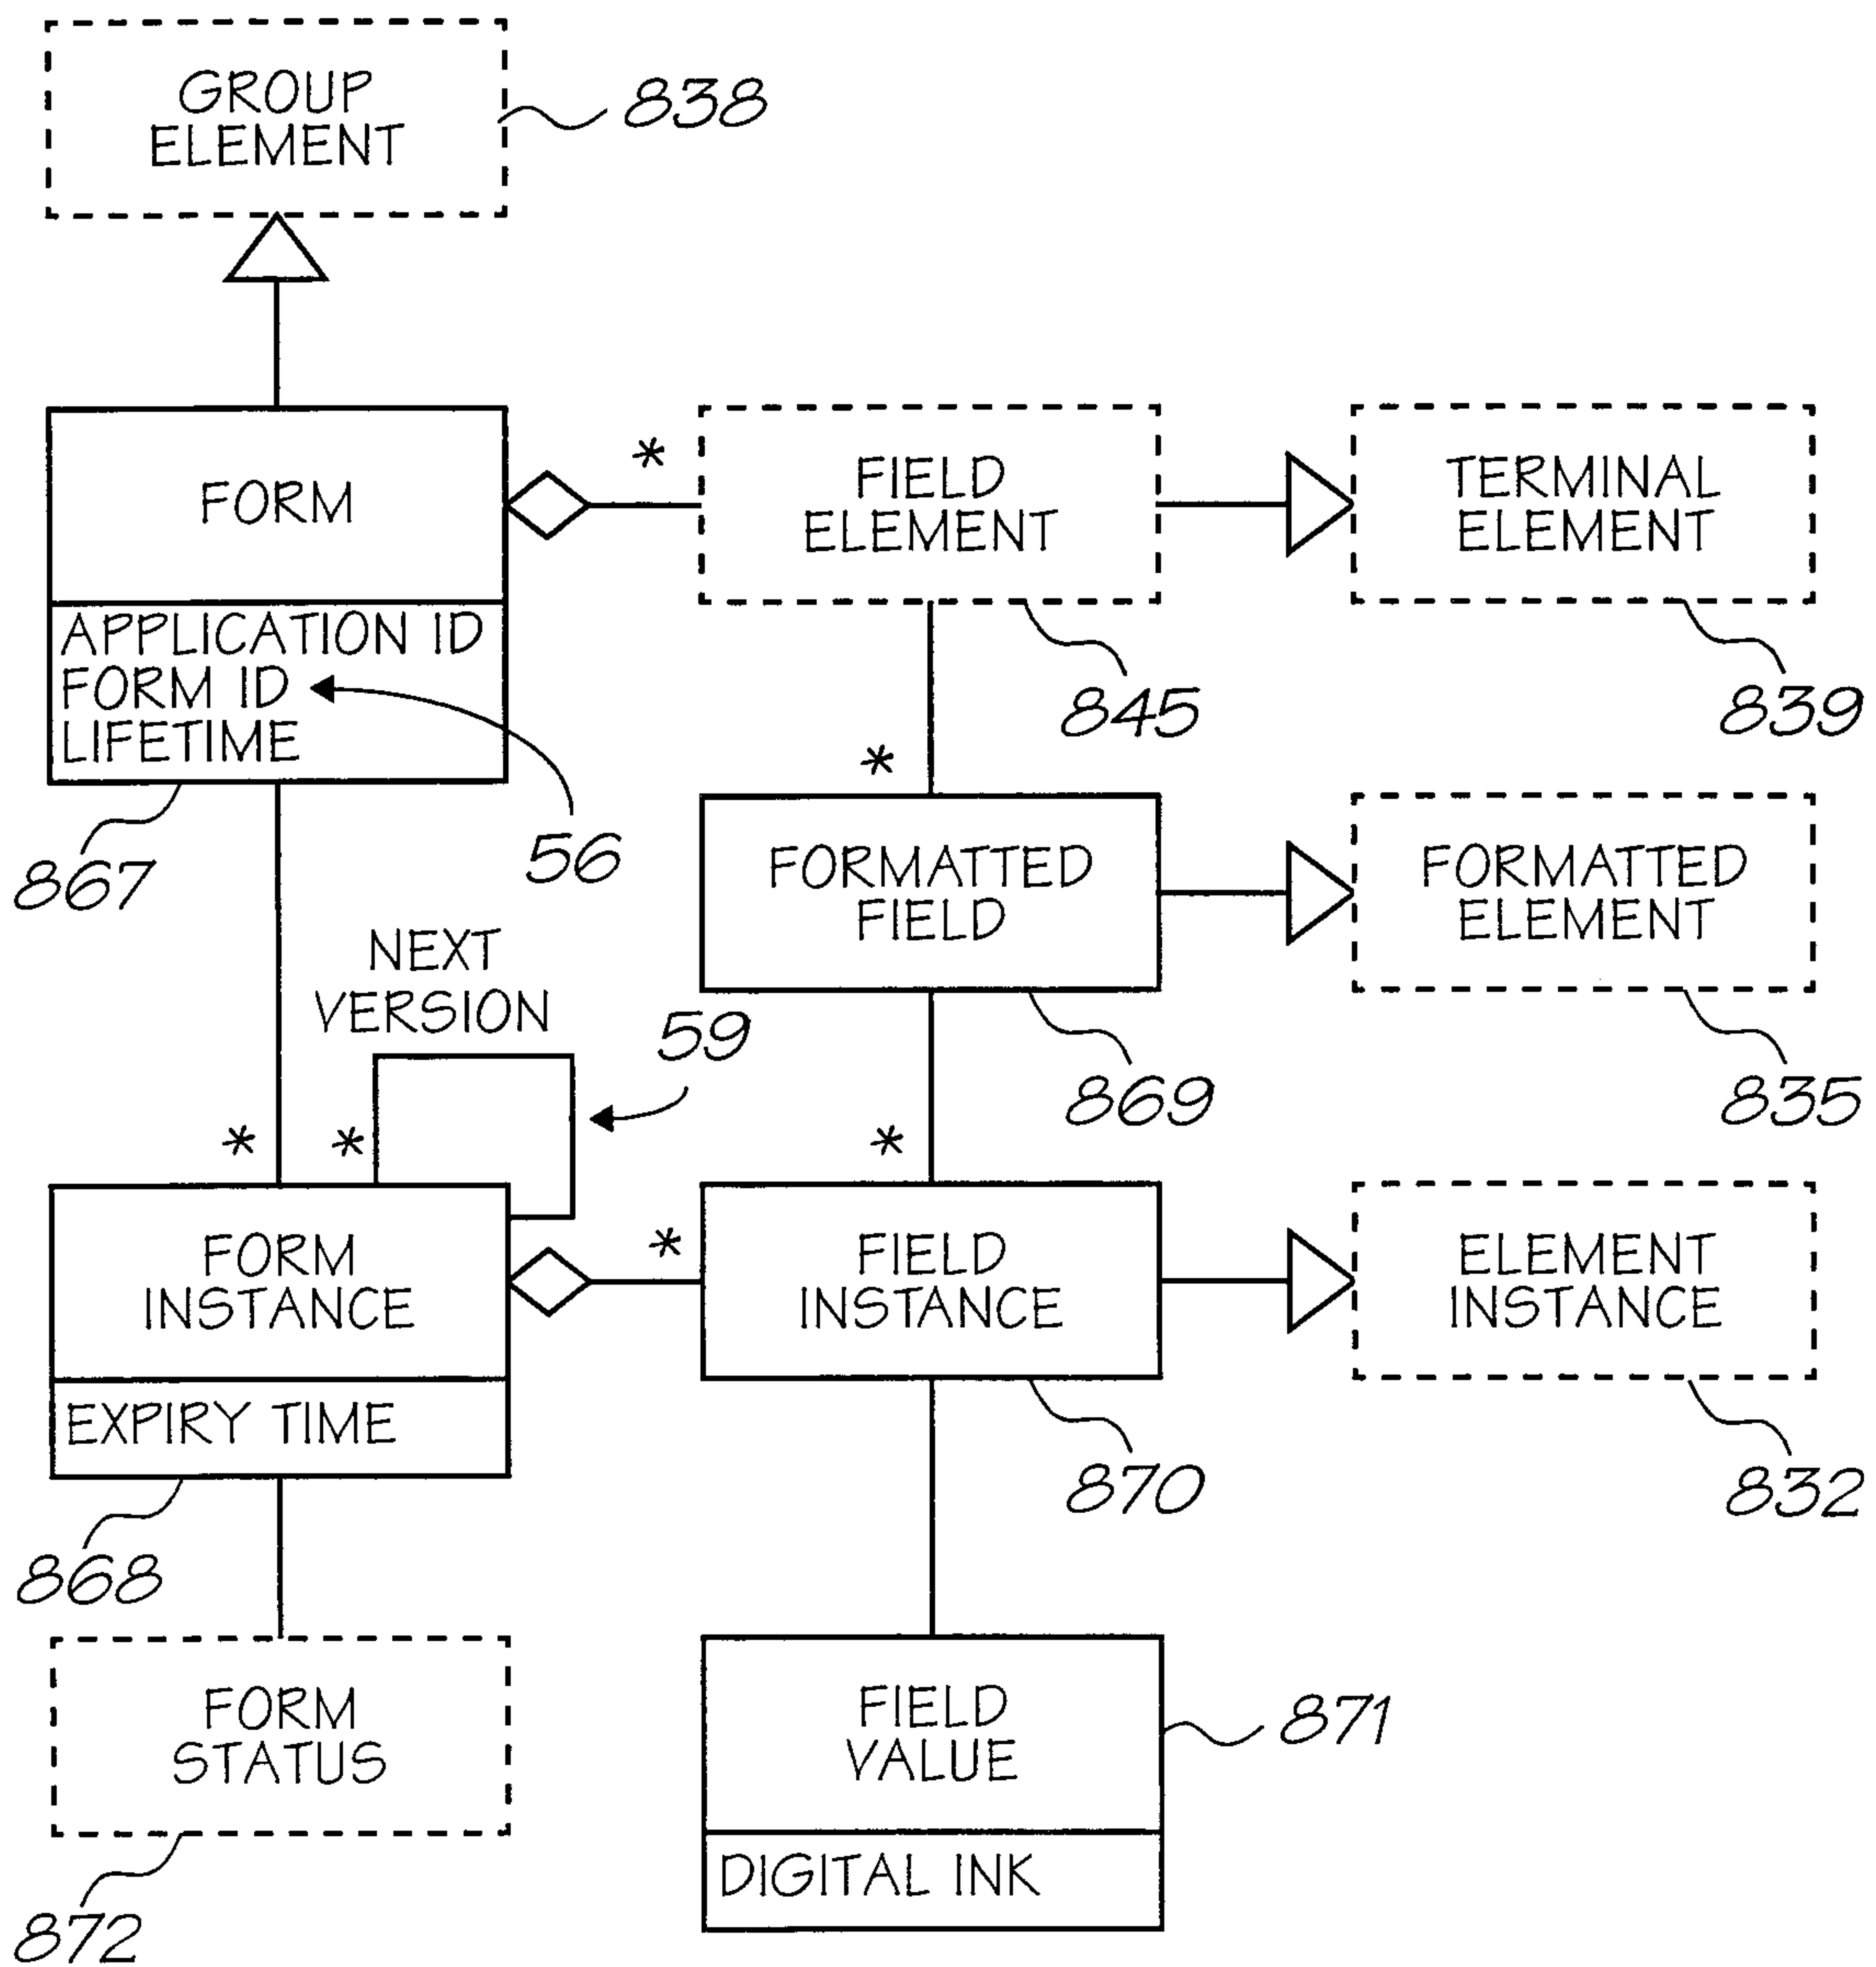 GROUP
ELEMENT
838
FORM
*
FIELD
ELEMENT
TERMINAL
ELEMENT
APPLICATION ID
FORM ID
LIFETIME
845
839
*
56
867
FORMATTED
FIELD
FORMATTED
ELEMENT
NEXT
VERSION
59
869
835
*
*
*
FORM
INSTANCE
*
FIELD
INSTANCE
ELEMENT
INSTANCE
EXPIRY TIME
870
832
868
FORM
STATUS
FIELD
VALUE
871
DIGITAL INK
872